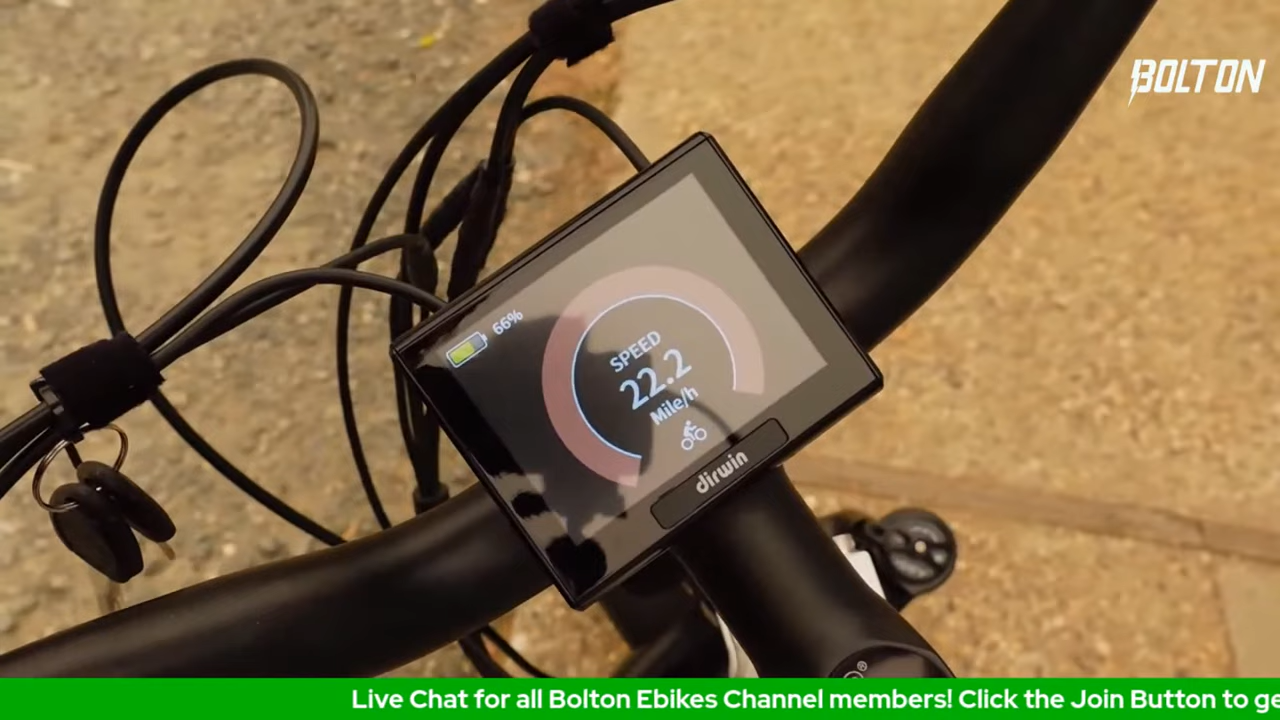 BOLTON
66%
SPEED
22.2
Mile/h
dirwin
®
Live Chat for all Bolton Ebikes Channel members! Click the Join Button to ge